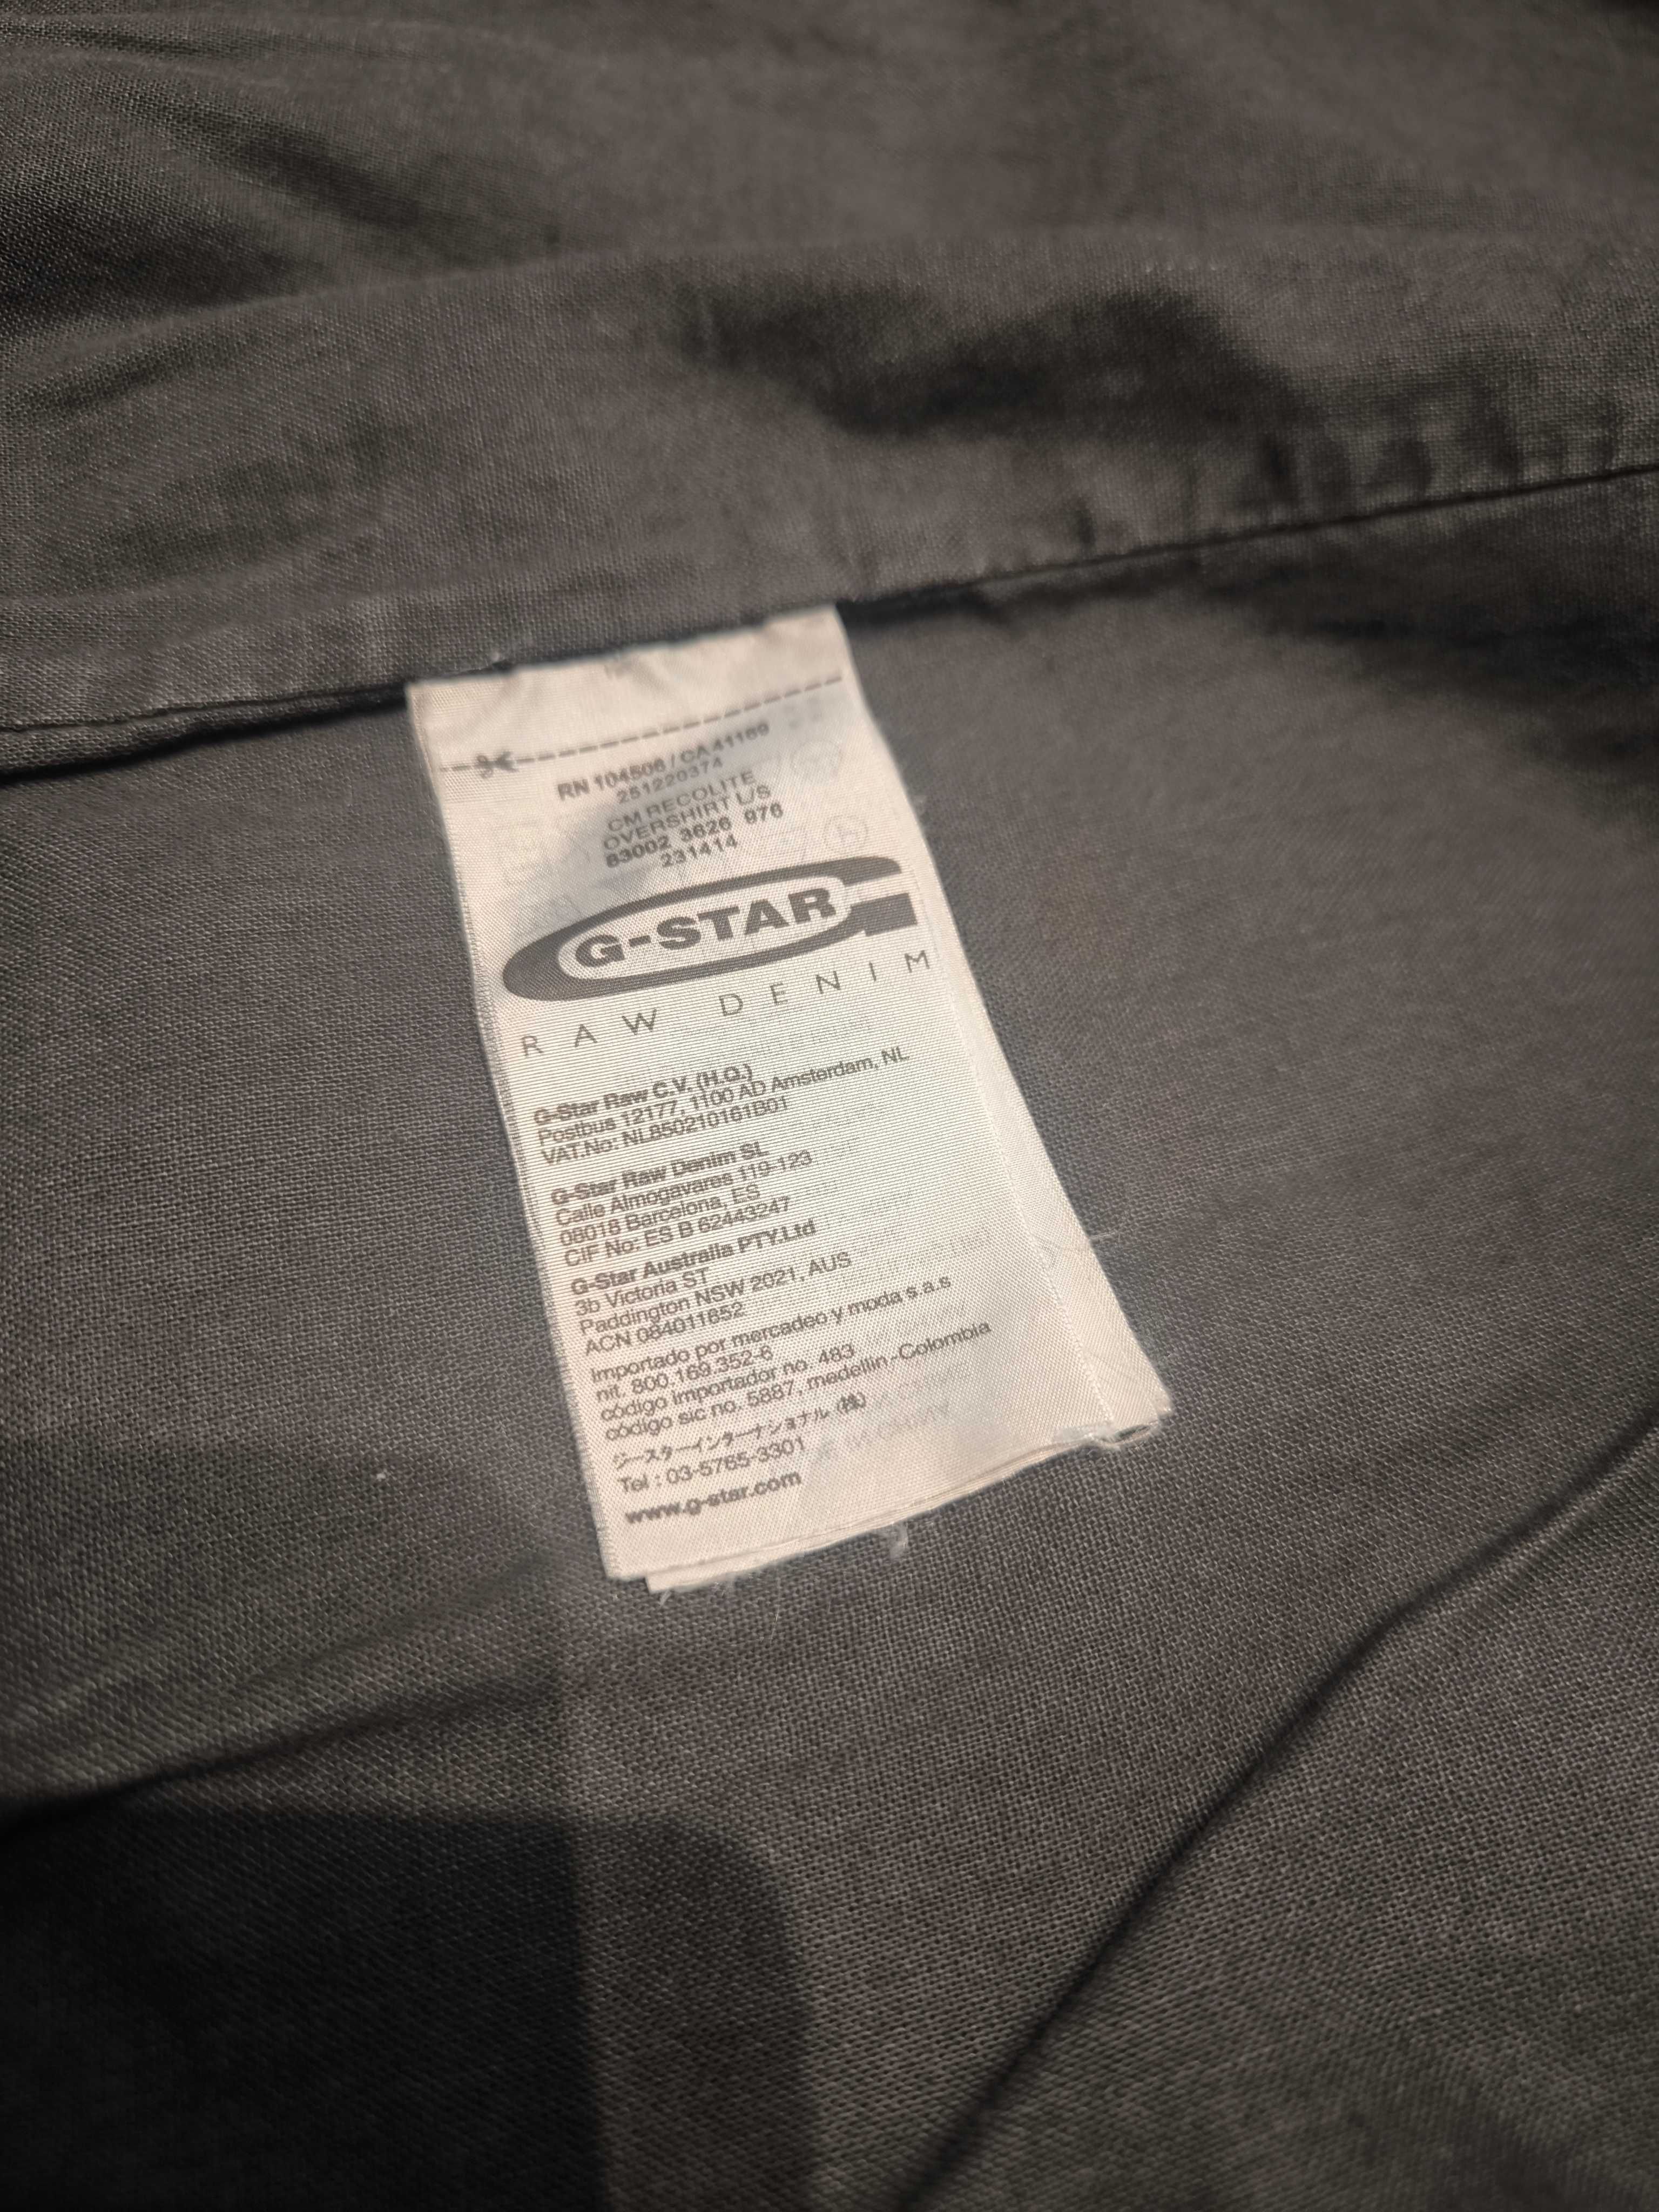 RN 104506 / CA 41169
251220374
CM RECOLITE
OVERSHIRT L/S
83002 3626 976
231414
G-STAR
RAW DENIM
G-Star Raw C.V. (H.Q.)
Postbus 12177, 1100 AD Amsterdam, NL
VAT.No: NL850210161B01
G-Star Raw Denim SL
Calle Almogavares 119-123
08018 Barcelona, ES
CIF No: ES B 62443247
G-Star Australia PTY.Ltd
3b Victoria ST
Paddington NSW 2021, AUS
ACN 084011852
Importado por mercadeo y moda s.a.s
nit. 800.169.352-6
código importador no. 483
código sic no. 5887, medellin-Colombia
ジースターインターナショナル (株)
Tel : 03-5765-3301
www.g-star.com